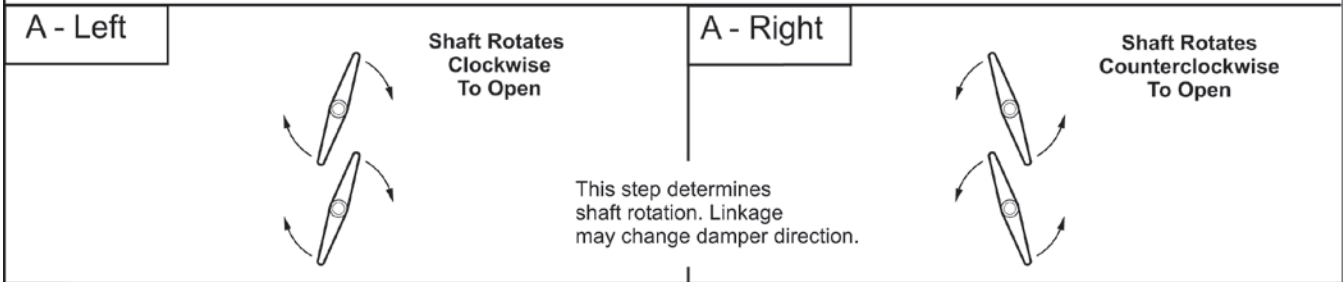 A - Left
Shaft Rotates
Clockwise
To Open
This step determines
shaft rotation. Linkage
may change damper direction.
A - Right
Shaft Rotates
Counterclockwise
To Open